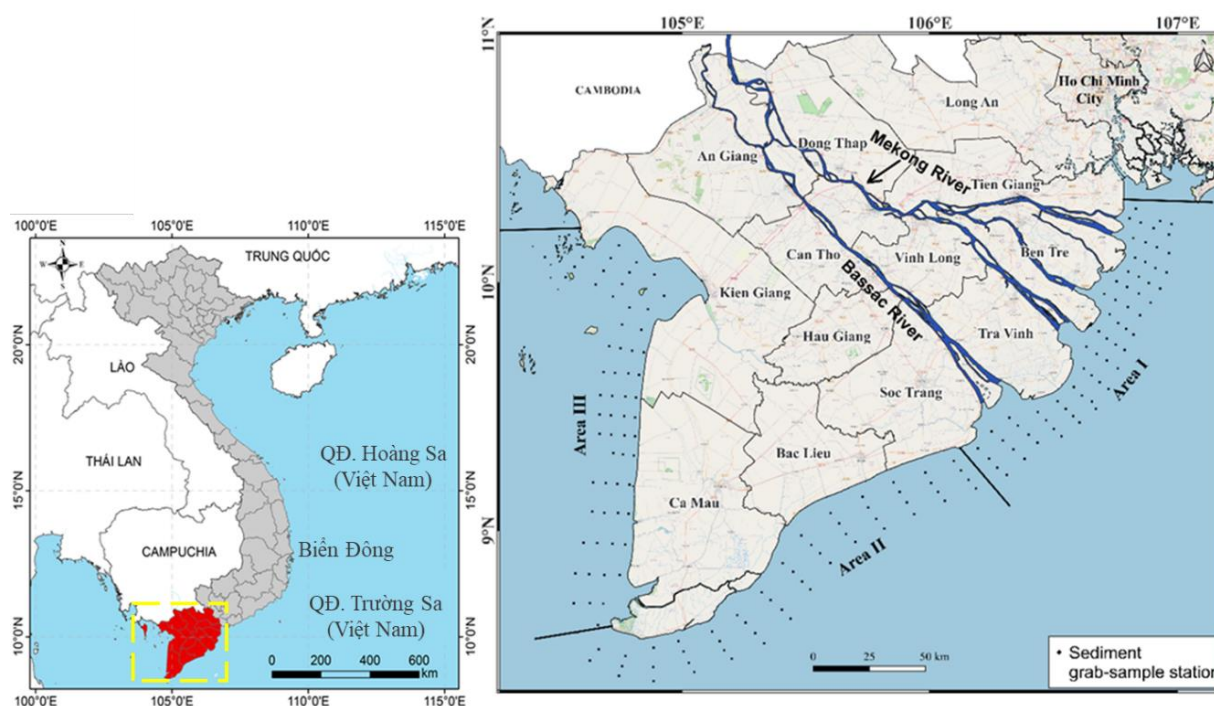 100°0'E 105°0'E 110°0'E 115°0'E
TRUNG QUỐC
W E
20°0'N
20°0'N
LÀO
THÁI LAN
QĐ. Hoàng Sa
(Việt Nam)
15°0'N
15°0'N
CAMPUCHIA
Biển Đông
QĐ. Trường Sa
(Việt Nam)
10°0'N
10°0'N
0 200 400 600
km
100°0'E 105°0'E 110°0'E 115°0'E
105°E 106°E 107°E
11°N
CAMBODIA
Ho Chi Minh
City
Long An
Dong Thap
An Giang
Mekong River
Tien Giang
10°N
Can Tho
Vinh Long
Ben Tre
Kien Giang
Bassac River
Hau Giang
Tra Vinh
Soc Trang
Area I
Area III
Bac Lieu
Ca Mau
9°N
Area II
0 25 50 km
• Sediment
grab-sample station